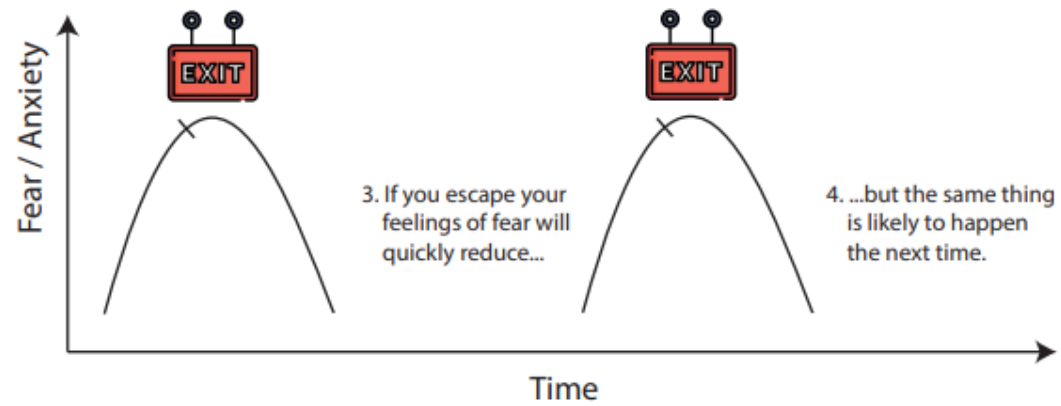 EXIT
EXIT
Fear / Anxiety
3. If you escape your
feelings of fear will
quickly reduce...
4. ...but the same thing
is likely to happen
the next time.
Time